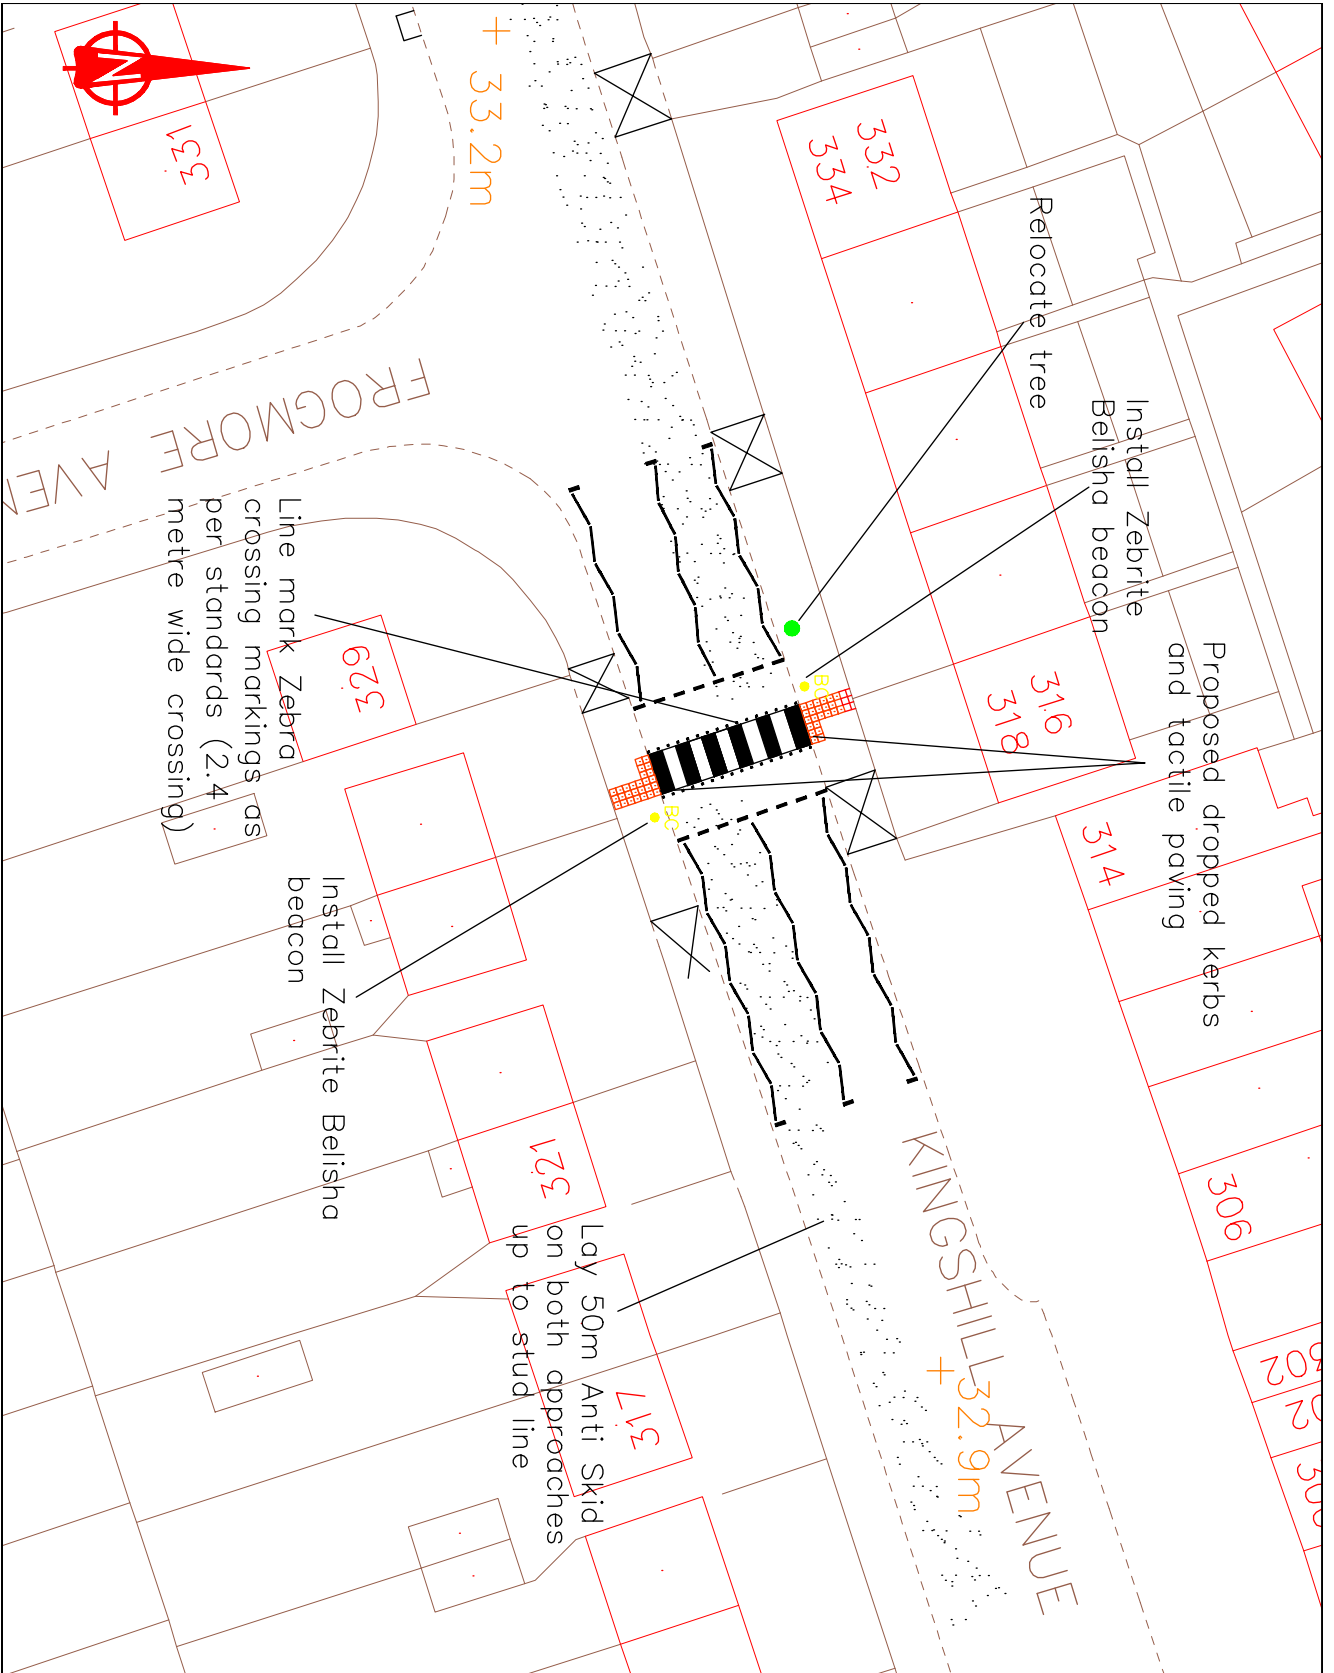 Relocate tree
Install Zebrite
Belisha beacon
Proposed dropped kerbs
and tactile paving
Line mark Zebra
crossing markings as
per standards (2.4
metre wide crossing)
Install Zebrite Belisha
beacon
Lay 50m Anti Skid
on both approaches
up to stud line
FROGMORE AVEN
KINGSHILL AVENUE
33.2m
32.9m
332
334
316
318
314
306
302
331
329
321
317
BC
BC
N